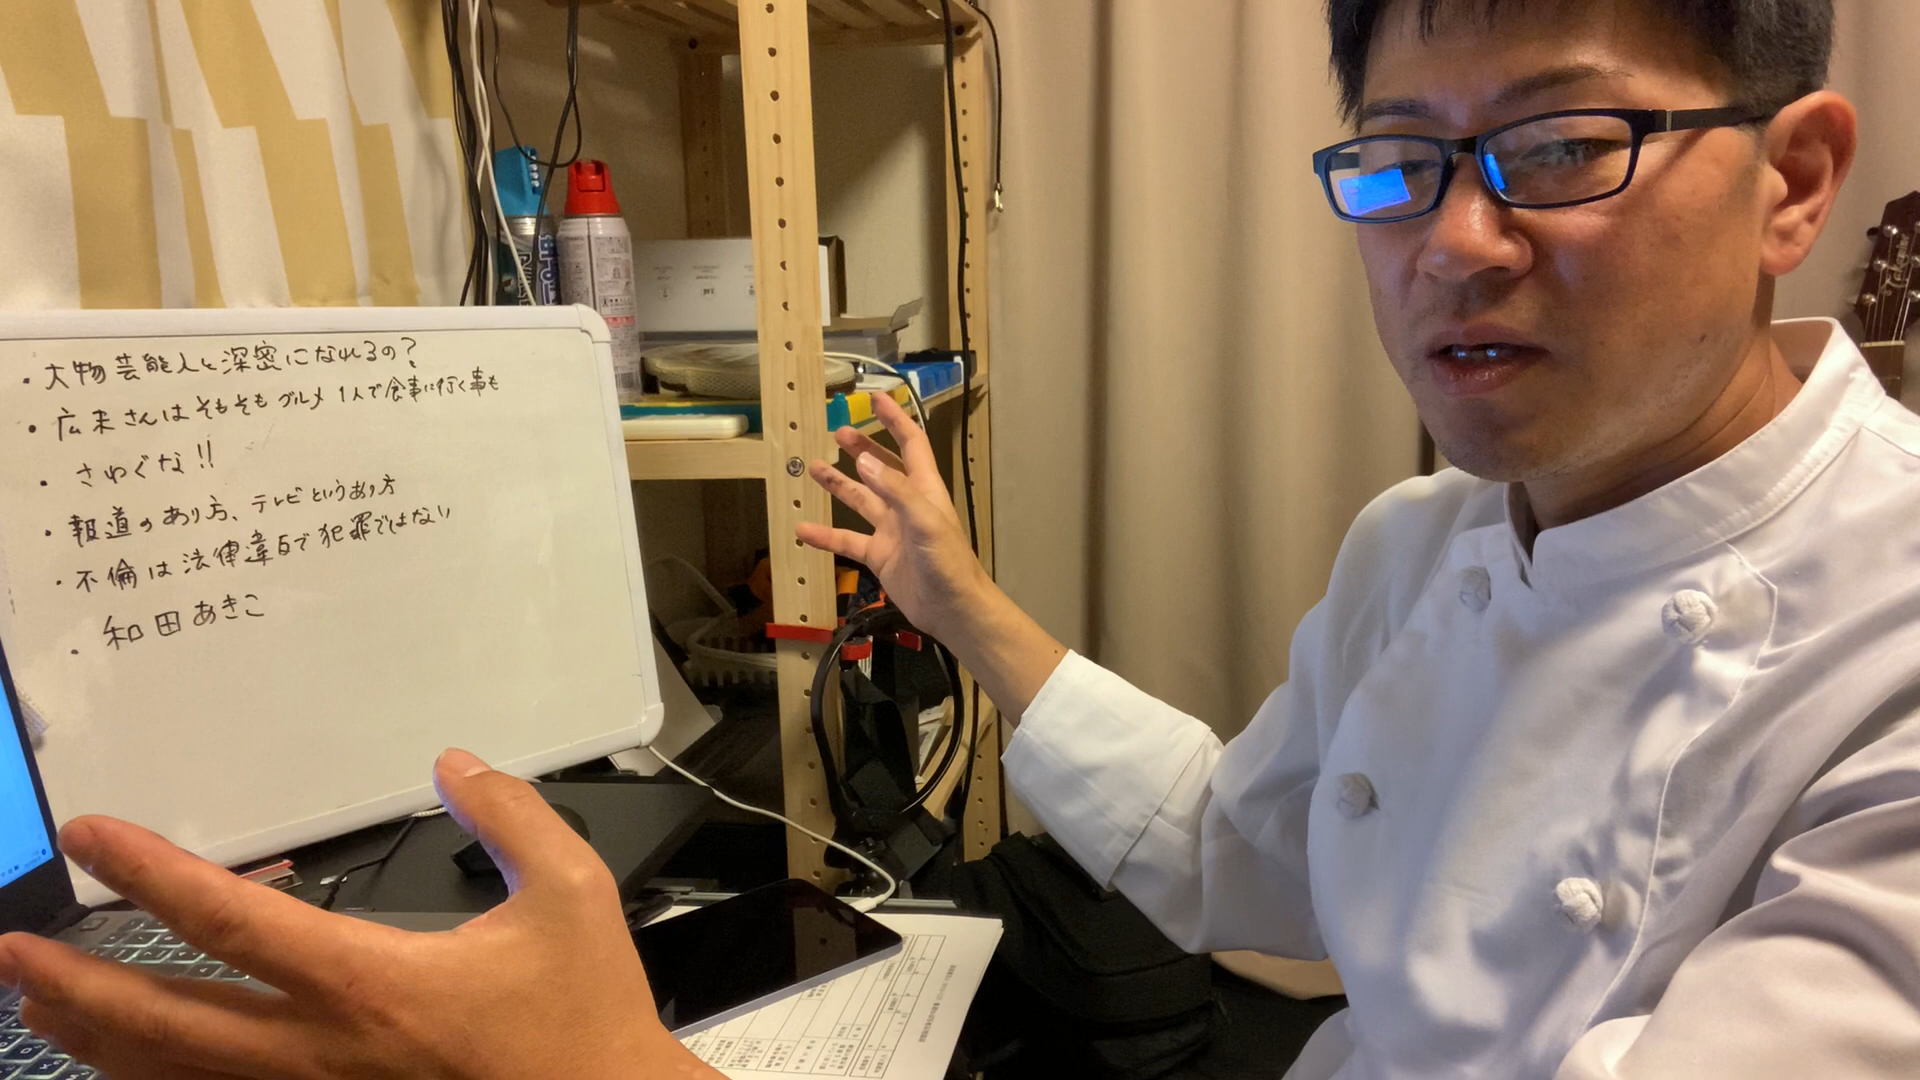 ・大物芸能人と深密になれるの?
・広末さんはそもそもグルメ 1人で食事に行く事も
・さわぐな!!
・報道のあり方、テレビというあり方
・不倫は法律違反で犯罪ではない
・和田あきこ